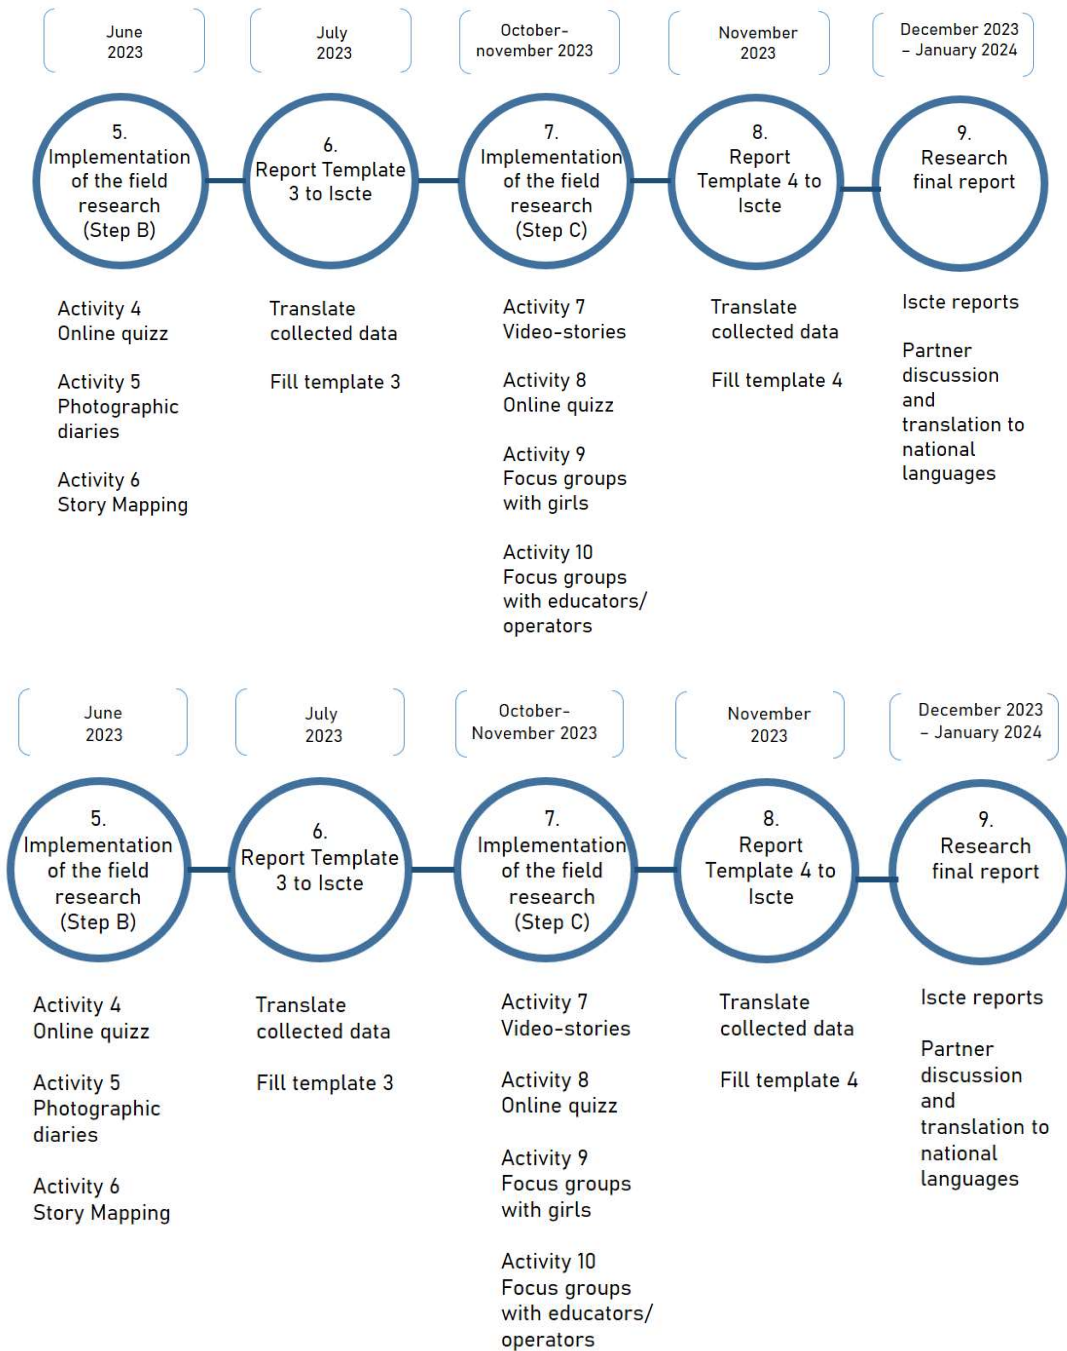 June
2023
July
2023
October-
november 2023
November
2023
December 2023
– January 2024
5.
Implementation
of the field
research
(Step B)
6.
Report Template
3 to Iscte
7.
Implementation
of the field
research
(Step C)
8.
Report
Template 4 to
Iscte
9.
Research
final report
Activity 4
Online quizz
Activity 5
Photographic
diaries
Activity 6
Story Mapping
Translate
collected data
Fill template 3
Activity 7
Video-stories
Activity 8
Online quizz
Activity 9
Focus groups
with girls
Activity 10
Focus groups
with educators/
operators
Translate
collected data
Fill template 4
Iscte reports
Partner
discussion
and
translation to
national
languages
June
2023
July
2023
October-
November 2023
November
2023
December 2023
– January 2024
5.
Implementation
of the field
research
(Step B)
6.
Report Template
3 to Iscte
7.
Implementation
of the field
research
(Step C)
8.
Report
Template 4 to
Iscte
9.
Research
final report
Activity 4
Online quizz
Activity 5
Photographic
diaries
Activity 6
Story Mapping
Translate
collected data
Fill template 3
Activity 7
Video-stories
Activity 8
Online quizz
Activity 9
Focus groups
with girls
Activity 10
Focus groups
with educators/
operators
Translate
collected data
Fill template 4
Iscte reports
Partner
discussion
and
translation to
national
languages